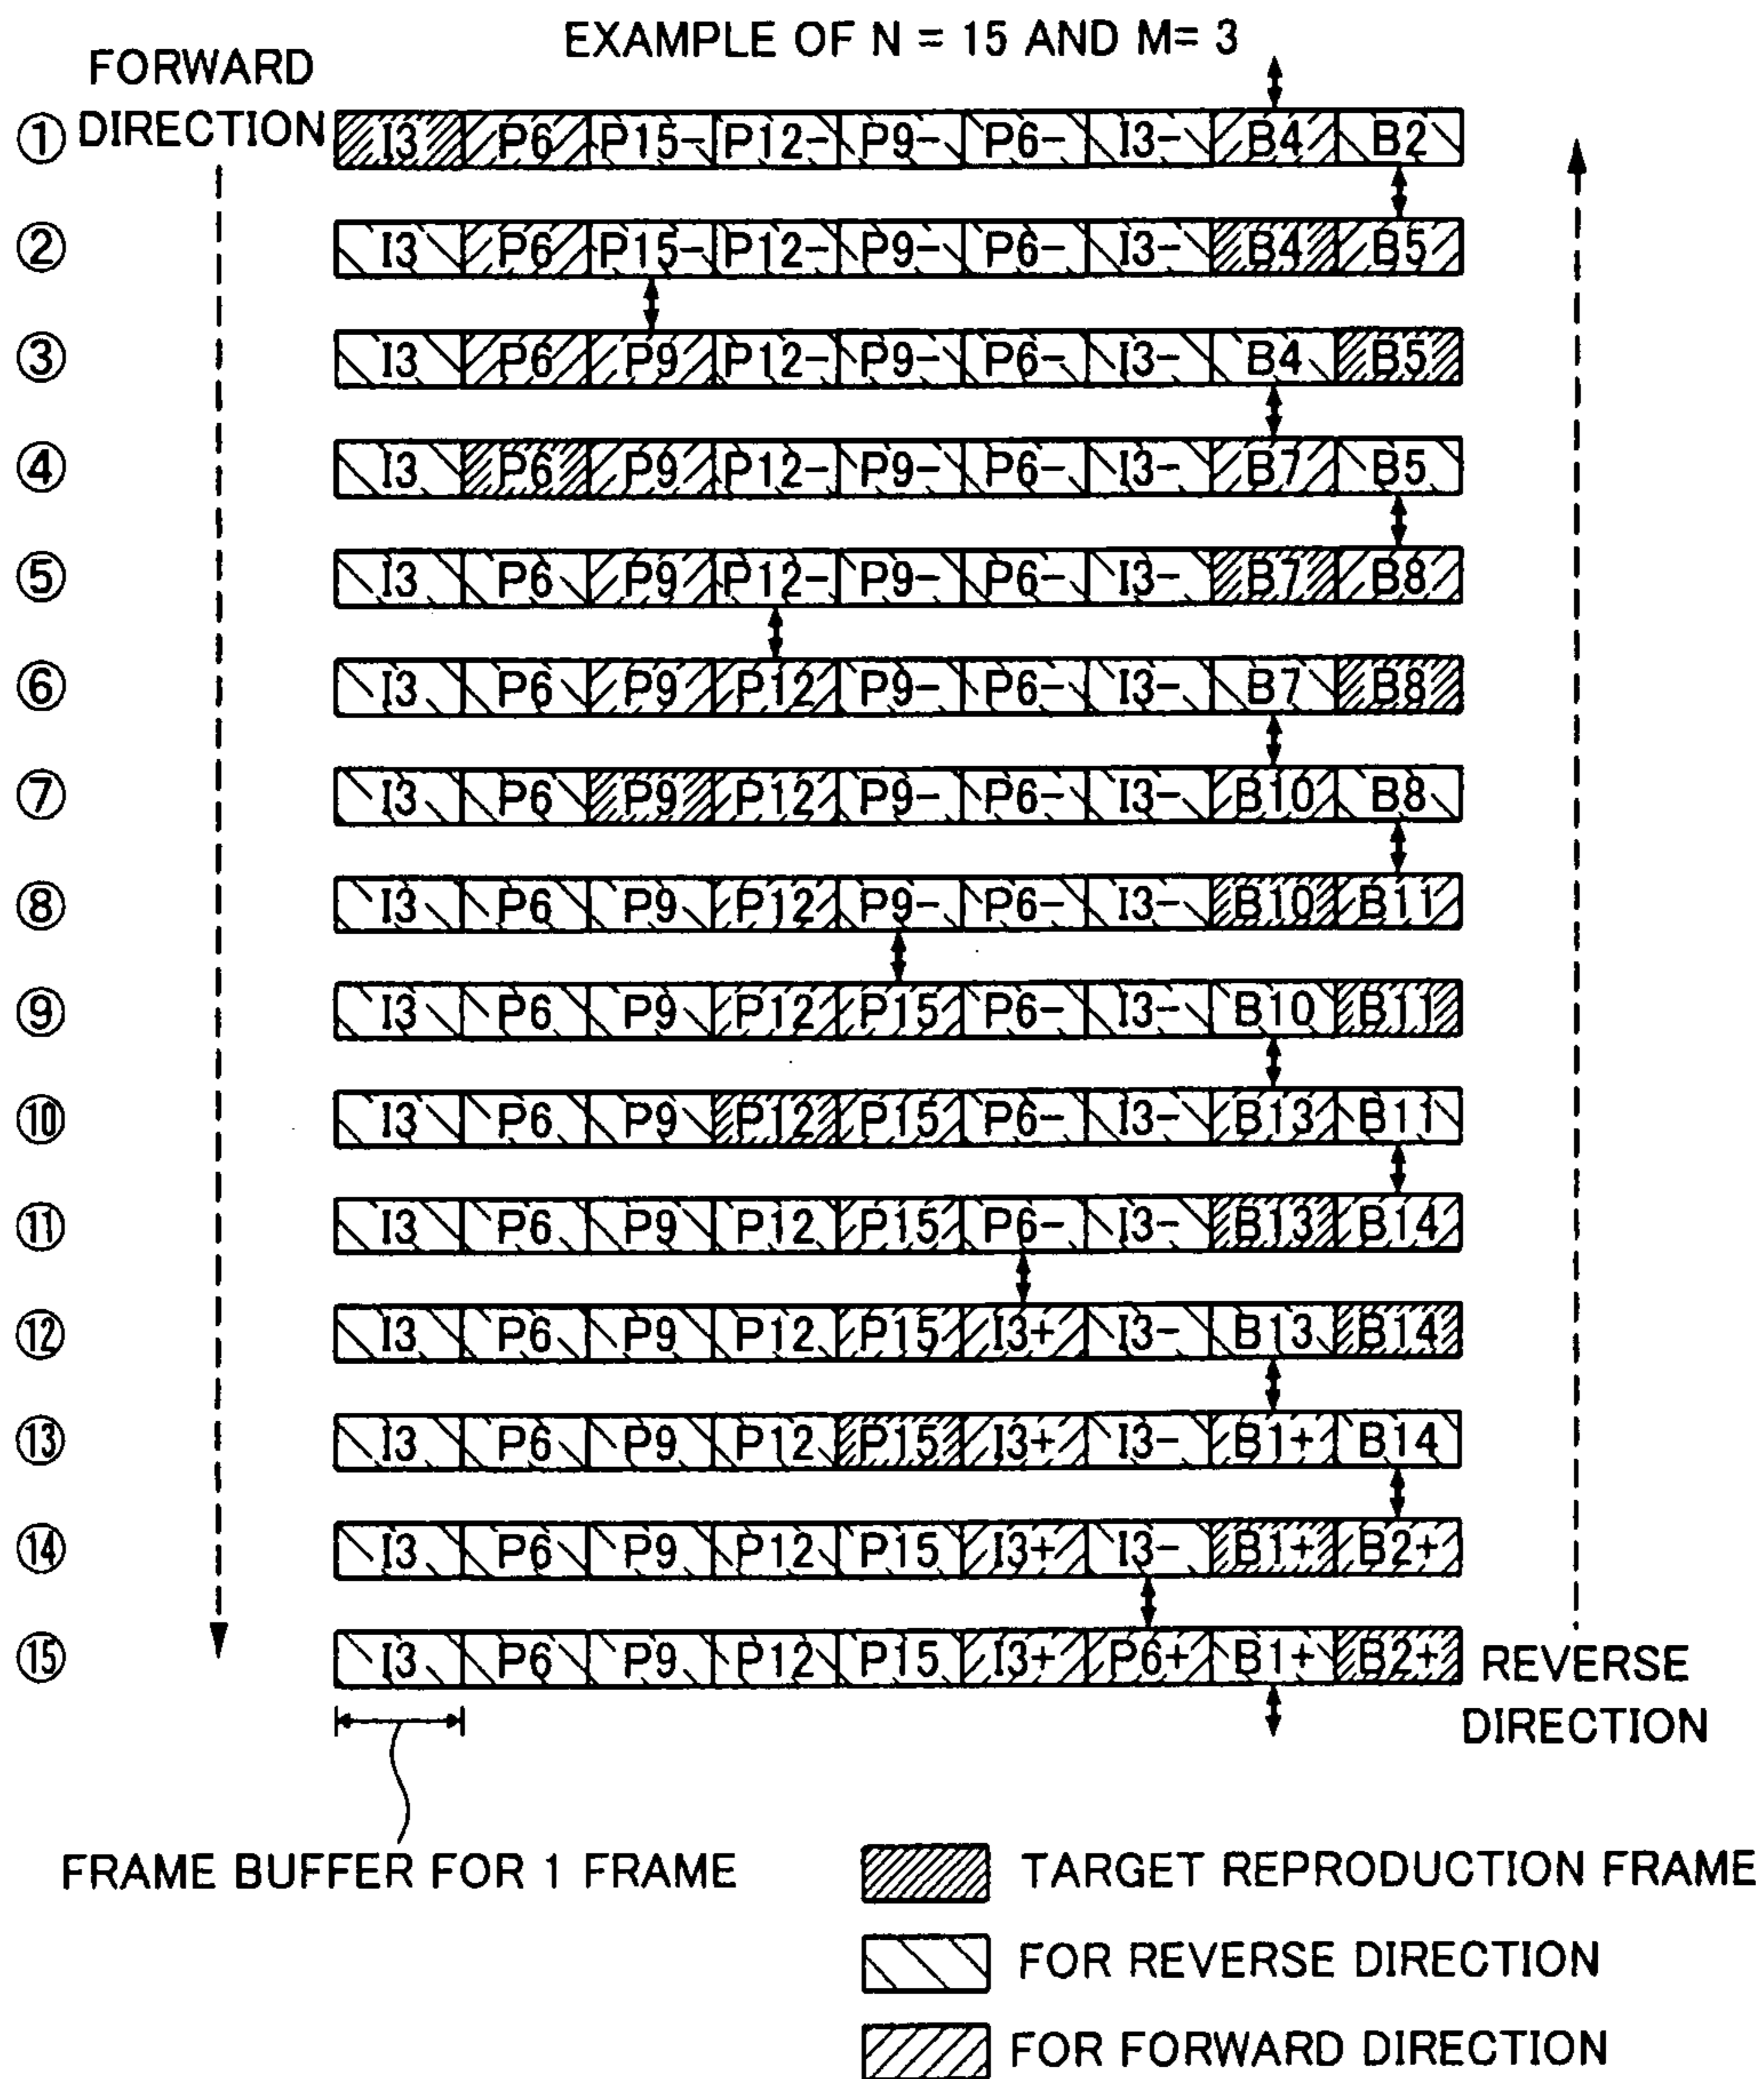 EXAMPLE OF N = 15 AND M= 3
FORWARD
DIRECTION
① I3 P6 P15- P12- P9- P6- I3- B4 B2
② I3 P6 P15- P12- P9- P6- I3- B4 B5
③ I3 P6 P9 P12- P9- P6- I3- B4 B5
④ I3 P6 P9 P12- P9- P6- I3- B7 B5
⑤ I3 P6 P9 P12- P9- P6- I3- B7 B8
⑥ I3 P6 P9 P12 P9- P6- I3- B7 B8
⑦ I3 P6 P9 P12 P9- P6- I3- B10 B8
⑧ I3 P6 P9 P12 P9- P6- I3- B10 B11
⑨ I3 P6 P9 P12 P15 P6- I3- B10 B11
⑩ I3 P6 P9 P12 P15 P6- I3- B13 B11
⑪ I3 P6 P9 P12 P15 P6- I3- B13 B14
⑫ I3 P6 P9 P12 P15 I3+ I3- B13 B14
⑬ I3 P6 P9 P12 P15 I3+ I3- B1+ B14
⑭ I3 P6 P9 P12 P15 I3+ I3- B1+ B2+
⑮ I3 P6 P9 P12 P15 I3+ P6+ B1+ B2+
REVERSE
DIRECTION
FRAME BUFFER FOR 1 FRAME
TARGET REPRODUCTION FRAME
FOR REVERSE DIRECTION
FOR FORWARD DIRECTION